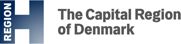 REGION
H
The Capital Region
of Denmark